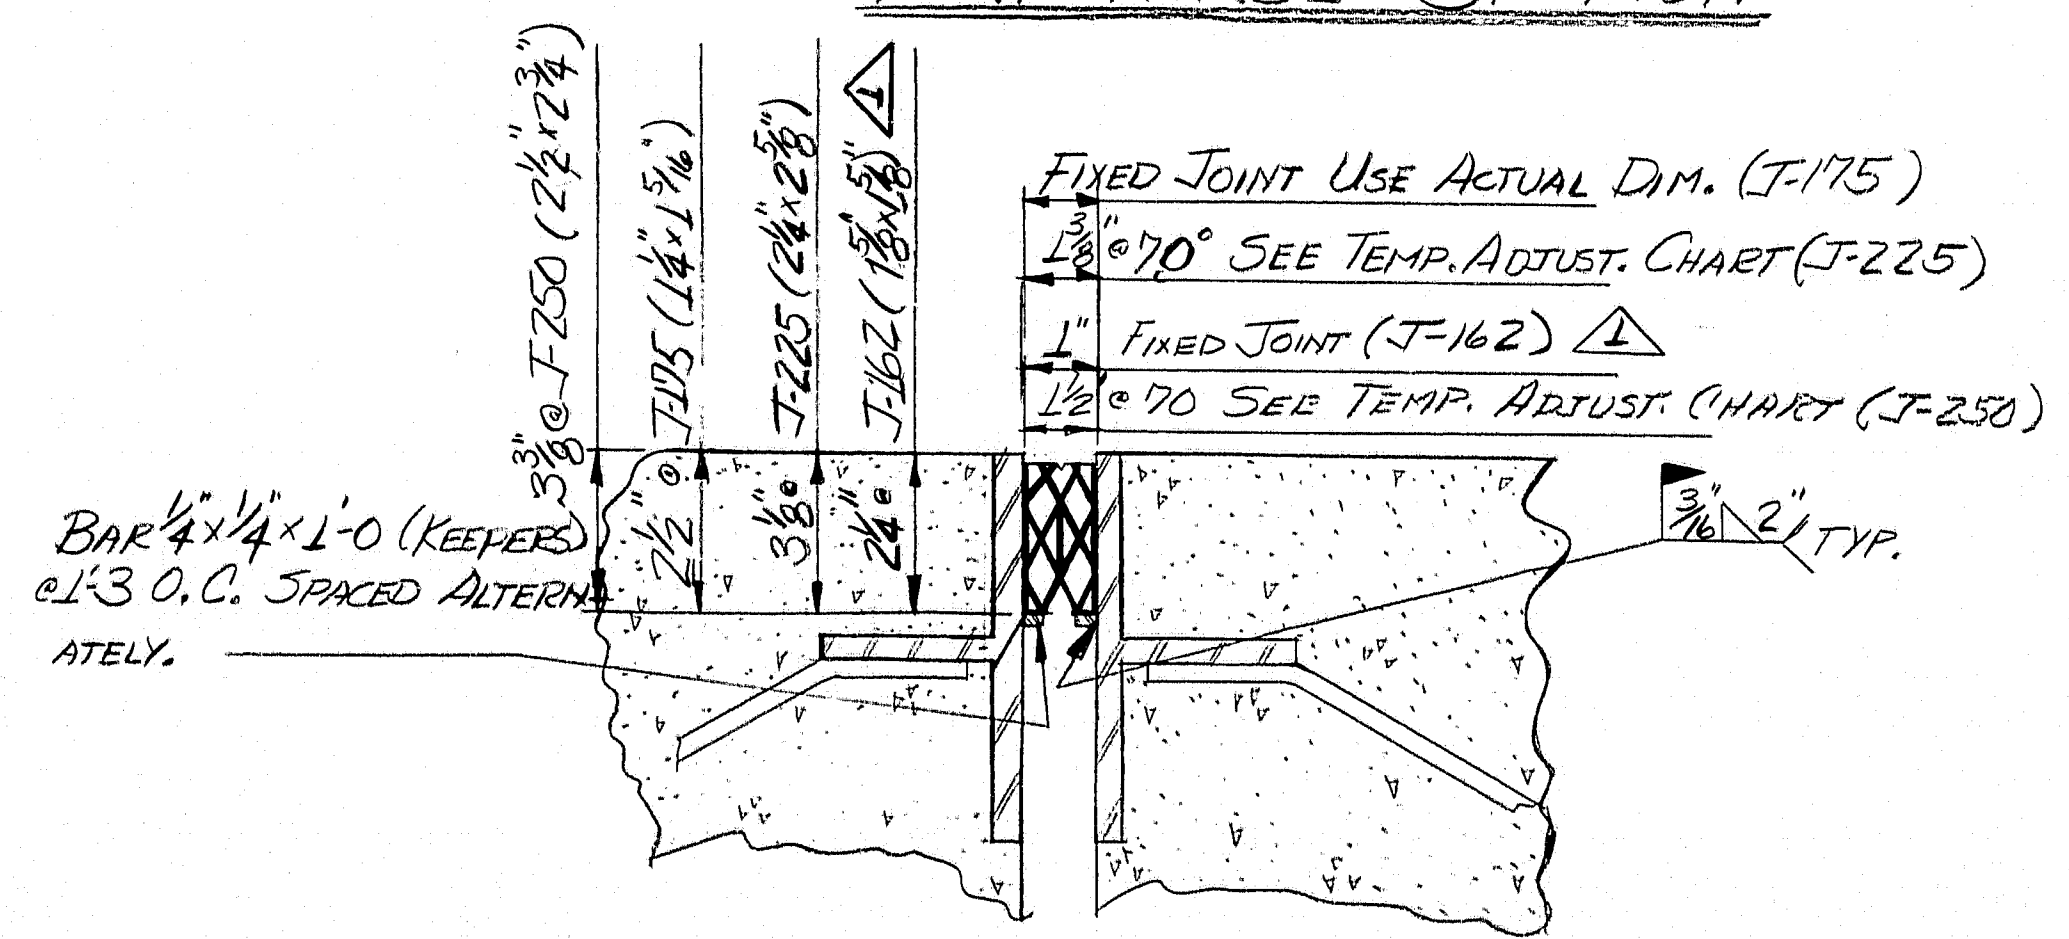 3 3/8" @ J-250 (2 1/2" x 2 3/4")
2 1/2" @ J-175 (1 1/4" x 1 5/16")
3 1/8" @ J-225 (2 1/4" x 2 5/8")
2 1/4" @ J-162 (1 5/8" x 1 5/8") 1
FIXED JOINT USE ACTUAL DIM. (J-175)
1 3/8" @ 70° SEE TEMP. ADJUST. CHART (J-225)
1" FIXED JOINT (J-162) 1
1 1/2" @ 70 SEE TEMP. ADJUST. CHART (J-250)
BAR 1/4" x 1/4" x 1'-0 (KEEPERS)
@ 1'-3 O.C. SPACED ALTERN-
ATELY.
3/16" 2" TYP.